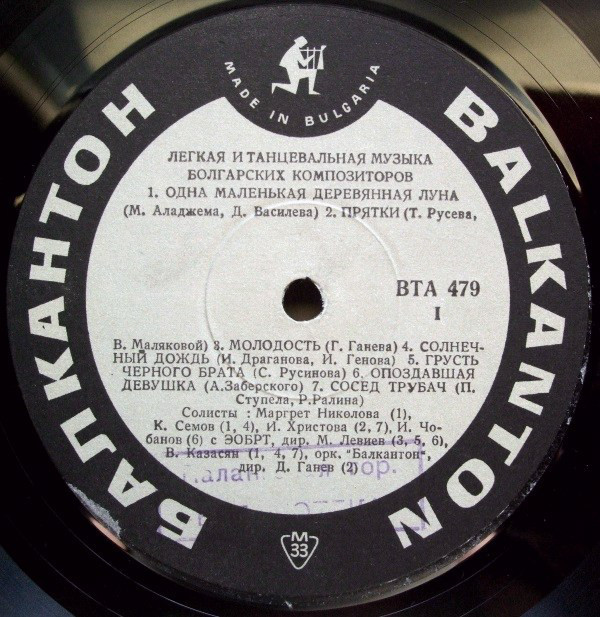 MADE IN BULGARIA
БАЛКАНТОН
BALKANTON
ЛЕГКАЯ И ТАНЦЕВАЛЬНАЯ МУЗЫКА
БОЛГАРСКИХ КОМПОЗИТОРОВ
1. ОДНА МАЛЕНЬКАЯ ДЕРЕВЯННАЯ ЛУНА
(М. Аладжема, Д. Василева) 2. ПРЯТКИ (Т. Русева,
ВТА 479
I
В. Маляковой) 3. МОЛОДОСТЬ (Г. Ганева) 4. СОЛНЕЧ-
НЫЙ ДОЖДЬ (И. Драганова, И. Генова) 5. ГРУСТЬ
ЧЕРНОГО БРАТА (С. Русинова) 6. ОПОЗДАВШАЯ
ДЕВУШКА (А.Заберского) 7. СОСЕД ТРУБАЧ (П.
Ступела, Р.Ралина)
Солисты : Маргрет Николова (1),
К. Семов (1, 4), И. Христова (2, 7), И. Чо-
банов (6) с ЭОБРТ, дир. М. Левиев (3, 5, 6),
В. Казасян (1, 4, 7), орк. "Балкантон",
дир. Д. Ганев (2)
М
33